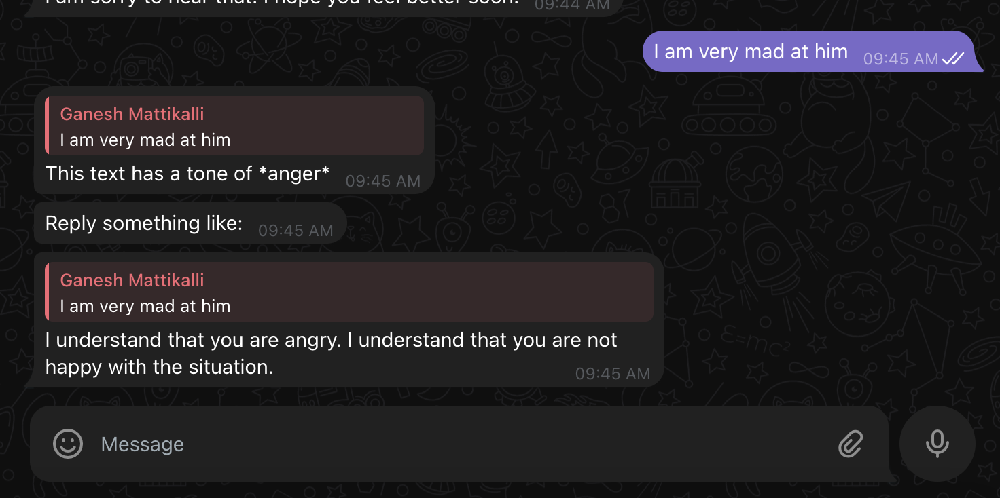 I am sorry to hear that. I hope you feel better soon. 09:44 AM
I am very mad at him 09:45 AM
Ganesh Mattikalli
I am very mad at him
This text has a tone of *anger* 09:45 AM
Reply something like: 09:45 AM
Ganesh Mattikalli
I am very mad at him
I understand that you are angry. I understand that you are not
happy with the situation. 09:45 AM
E=mc²
Message